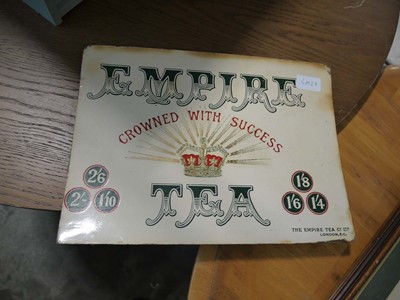 EMPIRE
CROWNED WITH SUCCESS
2/6
2/- 1/10
1/8
1/6 1/4
TEA
THE EMPIRE TEA CO LTD
LONDON, E.C.